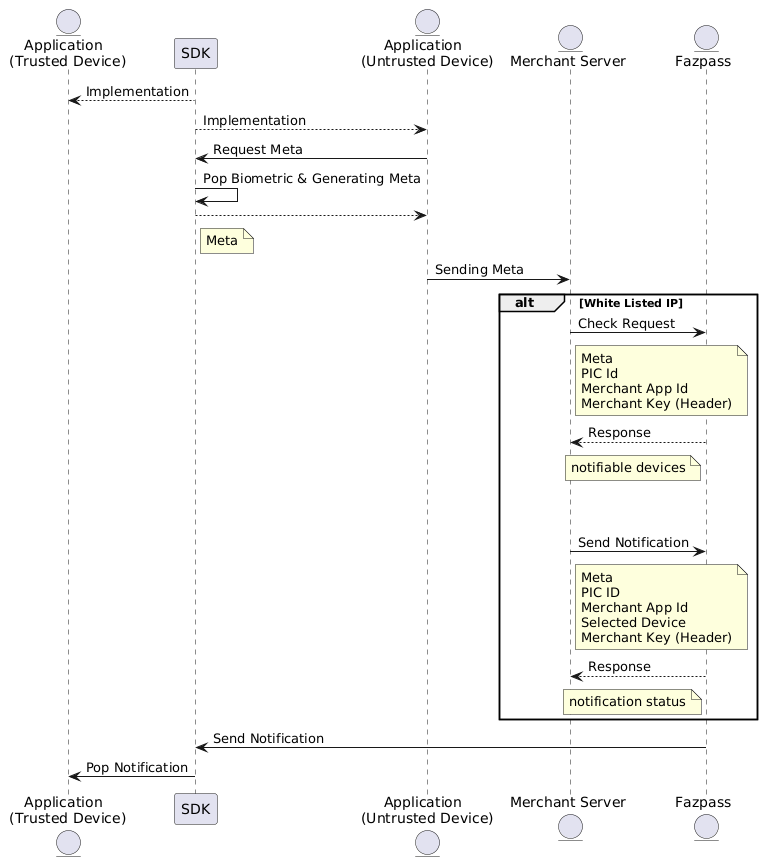 Application
(Trusted Device)
SDK
Application
(Untrusted Device)
Merchant Server
Fazpass
Implementation
Implementation
Request Meta
Pop Biometric & Generating Meta
Meta
Sending Meta
alt
[White Listed IP]
Check Request
Meta
PIC Id
Merchant App Id
Merchant Key (Header)
Response
notifiable devices
Send Notification
Meta
PIC ID
Merchant App Id
Selected Device
Merchant Key (Header)
Response
notification status
Send Notification
Pop Notification
Application
(Trusted Device)
SDK
Application
(Untrusted Device)
Merchant Server
Fazpass